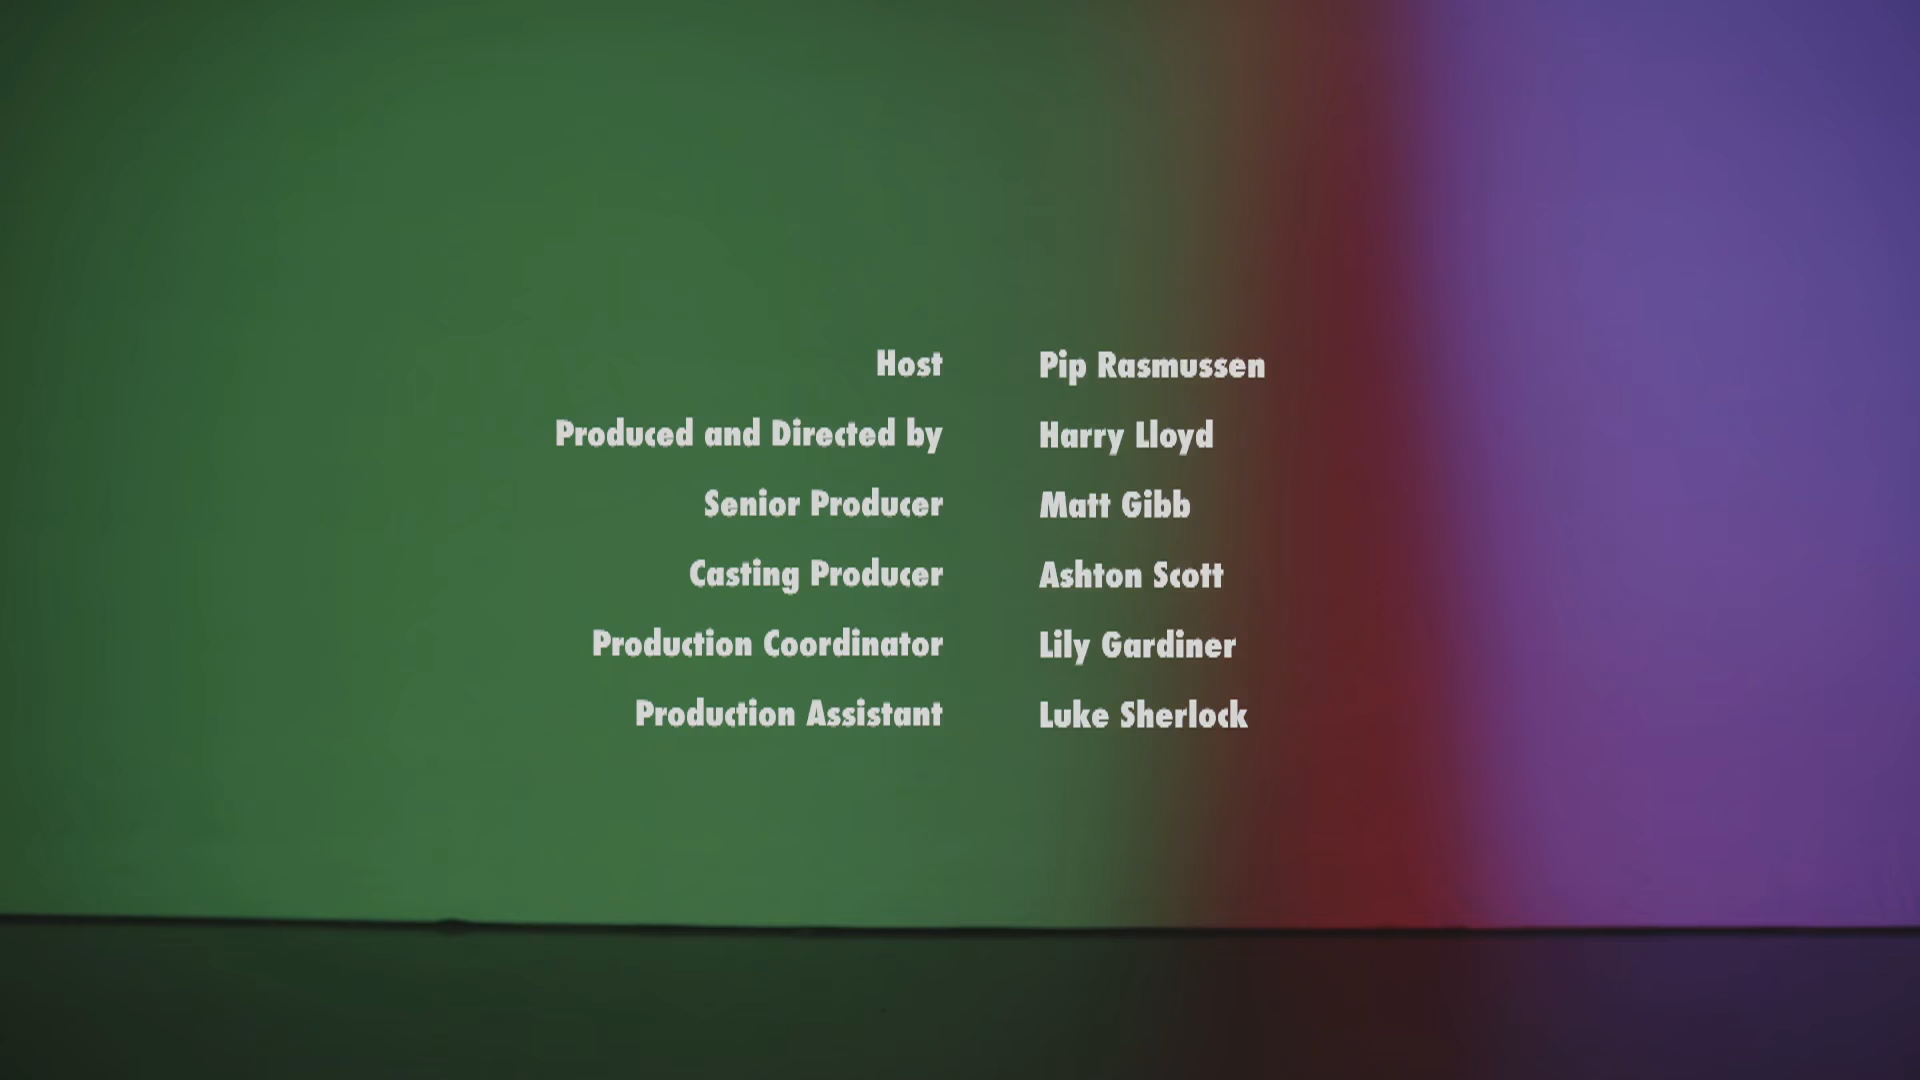 Host Pip Rasmussen
Produced and Directed by Harry Lloyd
Senior Producer Matt Gibb
Casting Producer Ashton Scott
Production Coordinator Lily Gardiner
Production Assistant Luke Sherlock